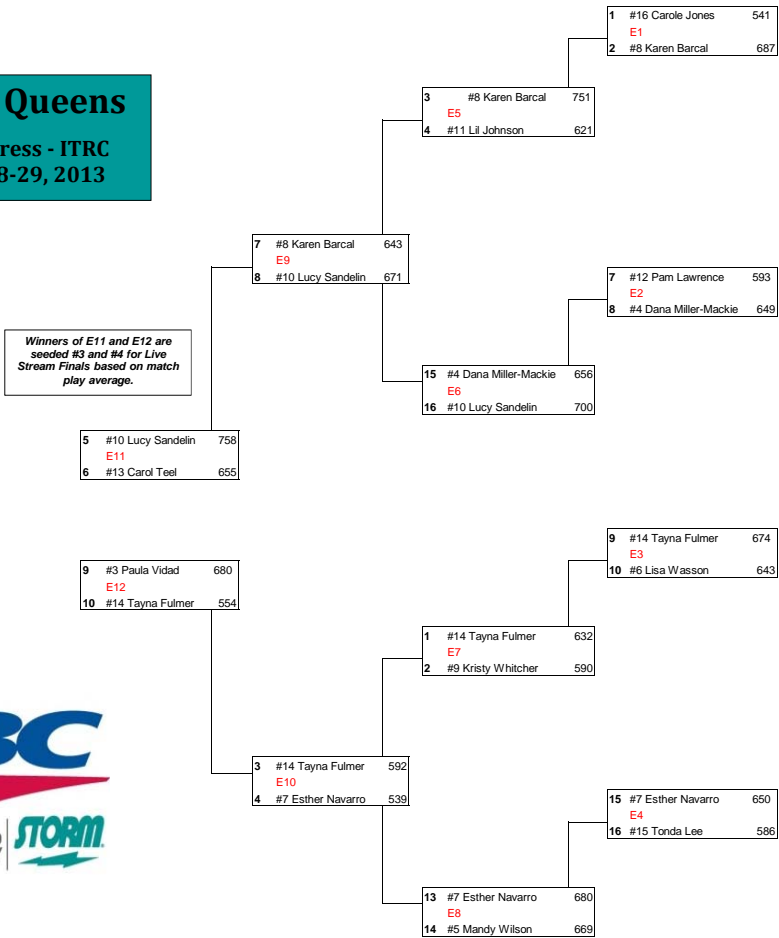 1 #16 Carole Jones 541
E1
2 #8 Karen Barcal 687
Queens
ress - ITRC
8-29, 2013
3 #8 Karen Barcal 751
E5
4 #11 Lil Johnson 621
7 #8 Karen Barcal 643
E9
8 #10 Lucy Sandelin 671
7 #12 Pam Lawrence 593
E2
8 #4 Dana Miller-Mackie 649
Winners of E11 and E12 are
seeded #3 and #4 for Live
Stream Finals based on match
play average.
15 #4 Dana Miller-Mackie 656
E6
16 #10 Lucy Sandelin 700
5 #10 Lucy Sandelin 758
E11
6 #13 Carol Teel 655
9 #14 Tayna Fulmer 674
E3
10 #6 Lisa Wasson 643
9 #3 Paula Vidad 680
E12
10 #14 Tayna Fulmer 554
1 #14 Tayna Fulmer 632
E7
2 #9 Kristy Whitcher 590
BC
3 #14 Tayna Fulmer 592
E10
4 #7 Esther Navarro 539
15 #7 Esther Navarro 650
E4
16 #15 Tonda Lee 586
STORM
13 #7 Esther Navarro 680
E8
14 #5 Mandy Wilson 669